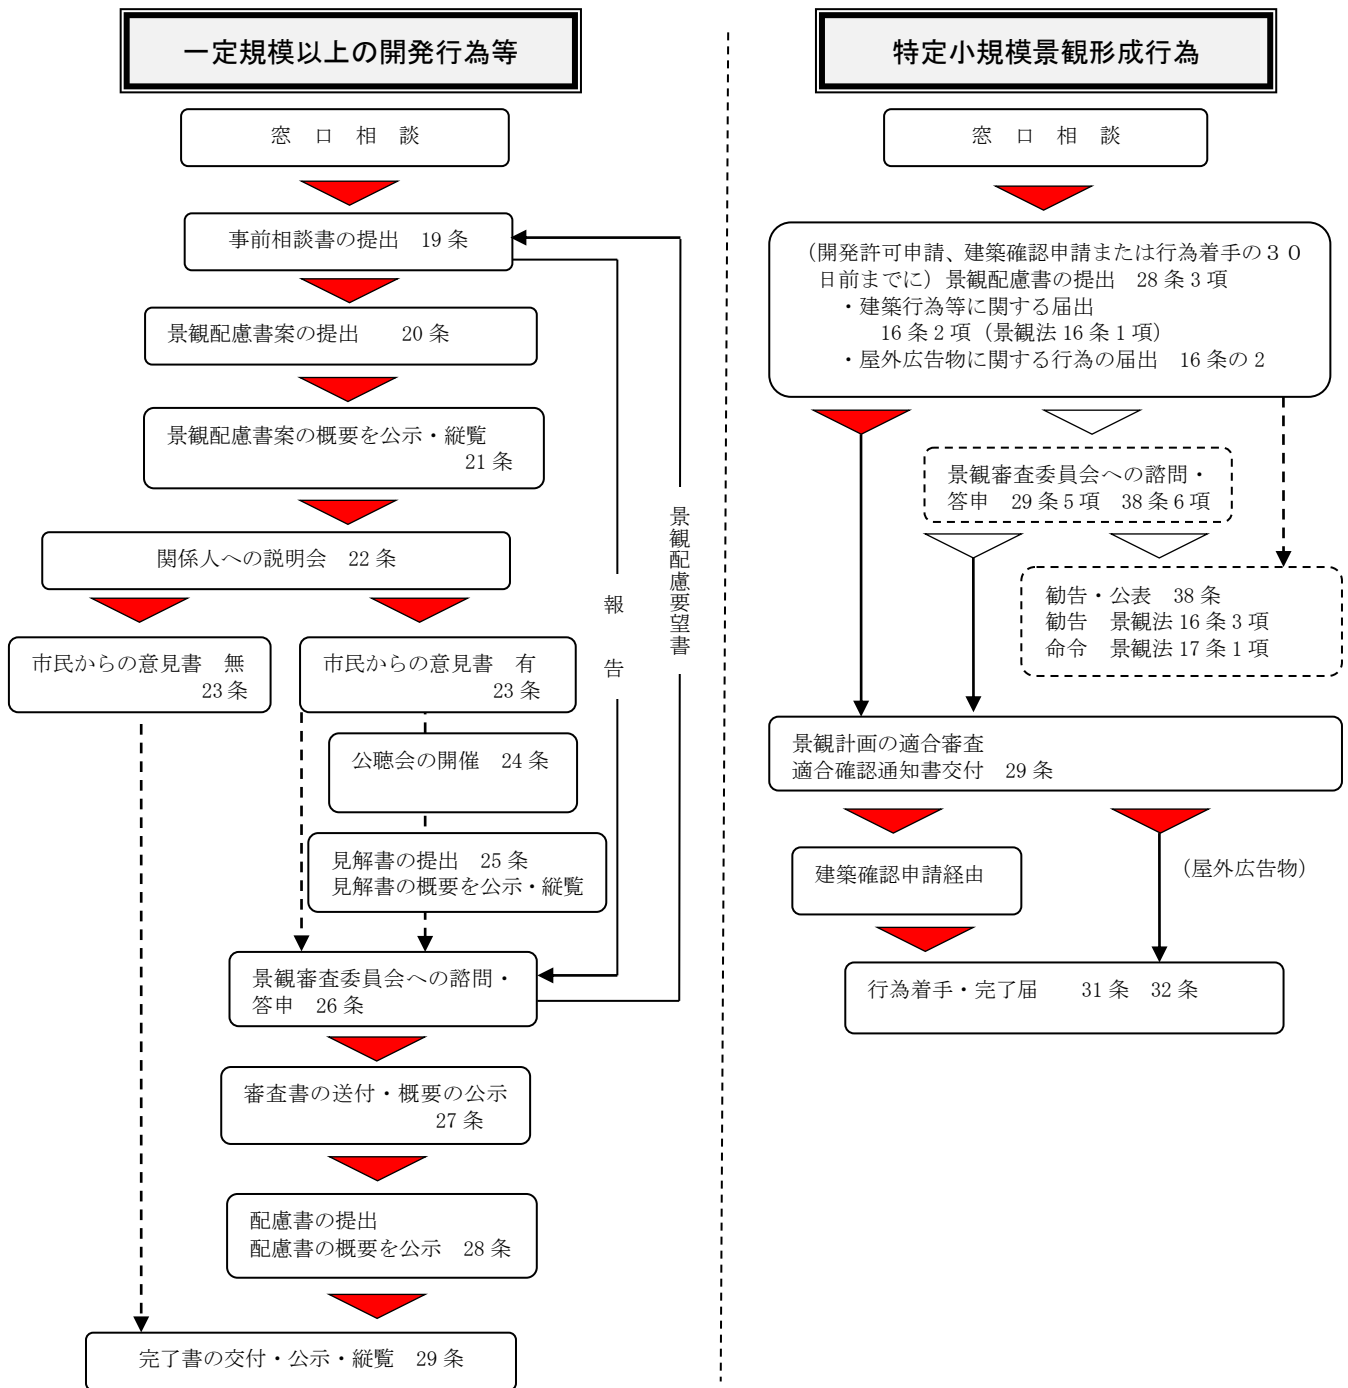 一定規模以上の開発行為等
窓　口　相　談
事前相談書の提出　19 条
景観配慮書案の提出　　20 条
景観配慮書案の概要を公示・縦覧
21 条
関係人への説明会　22 条
市民からの意見書　無
23 条
市民からの意見書　有
23 条
公聴会の開催　24 条
見解書の提出　25 条
見解書の概要を公示・縦覧
報　告
景観配慮要望書
景観審査委員会への諮問・
答申　26 条
審査書の送付・概要の公示
27 条
配慮書の提出
配慮書の概要を公示　28 条
完了書の交付・公示・縦覧　29 条
特定小規模景観形成行為
窓　口　相　談
（開発許可申請、建築確認申請または行為着手の３０
日前までに）景観配慮書の提出　28 条 3 項
・建築行為等に関する届出
16 条 2 項（景観法 16 条 1 項）
・屋外広告物に関する行為の届出　16 条の 2
景観審査委員会への諮問・
答申　29 条 5 項　38 条 6 項
勧告・公表　38 条
勧告　景観法 16 条 3 項
命令　景観法 17 条 1 項
景観計画の適合審査
適合確認通知書交付　29 条
建築確認申請経由
（屋外広告物）
行為着手・完了届　　31 条　32 条